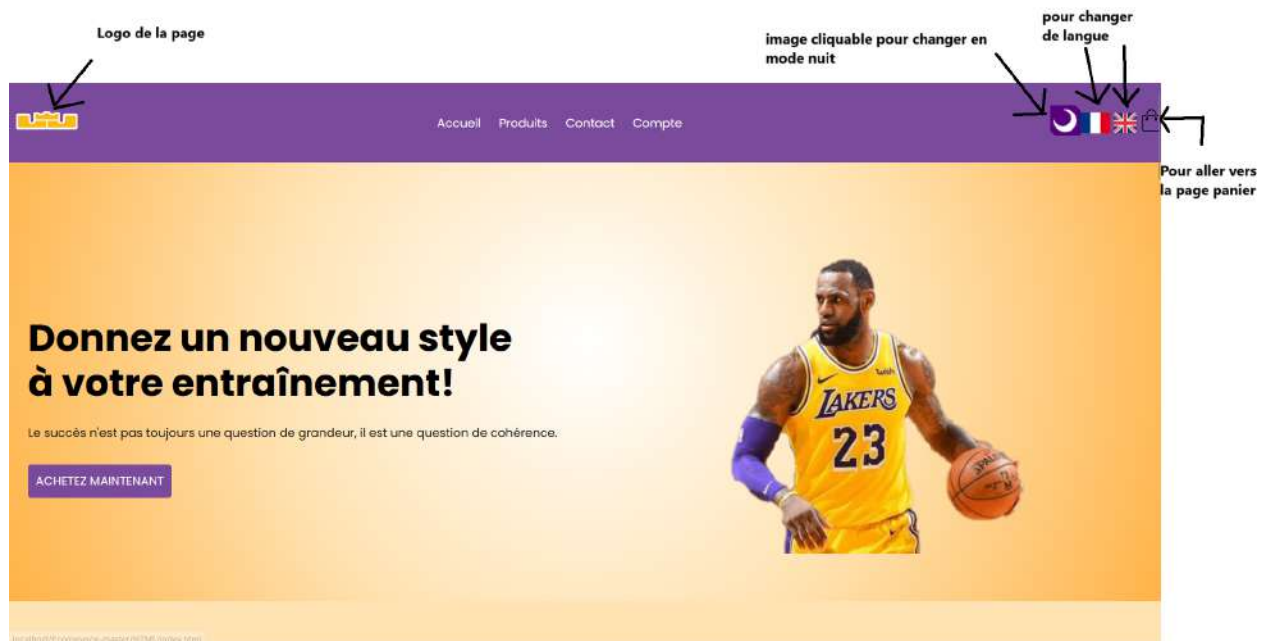 Logo de la page
image cliquable pour changer en
mode nuit
pour changer
de langue
Accueil Produits Contact Compte
Pour aller vers
la page panier
Donnez un nouveau style
à votre entraînement!
Le succès n'est pas toujours une question de grandeur, il est une question de cohérence.
ACHETEZ MAINTENANT
wish
LAKERS
23
SPALDING